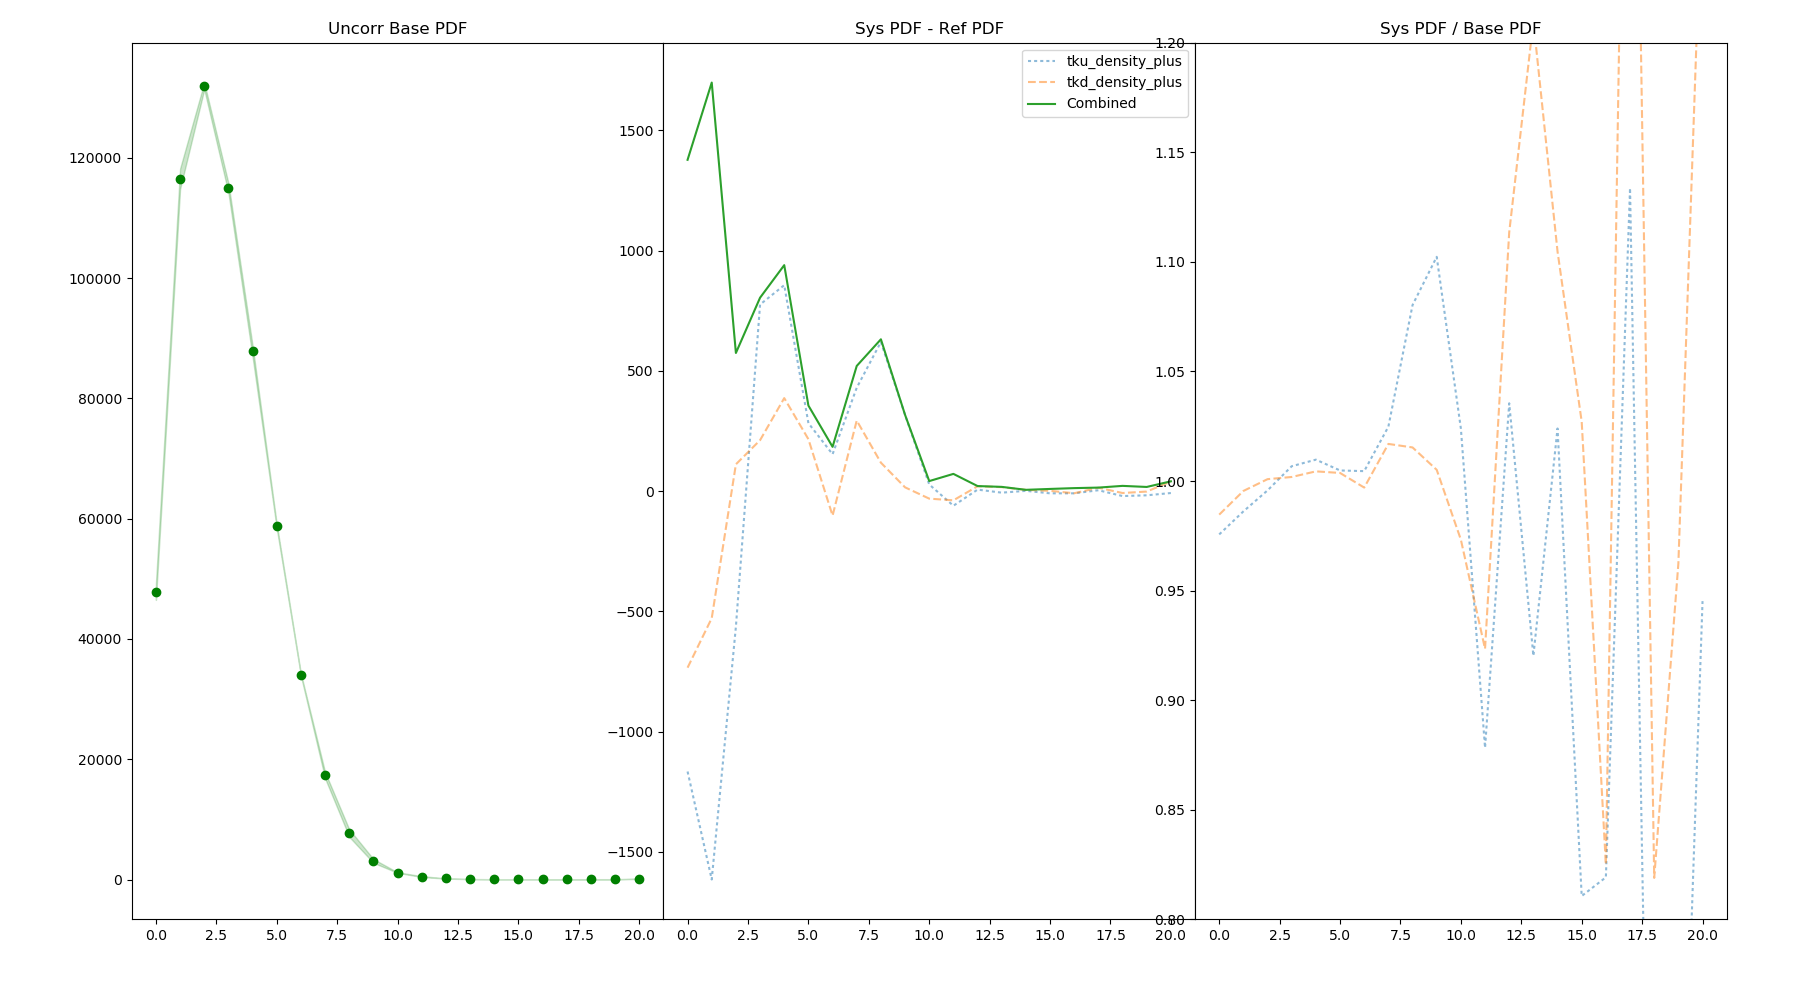 Uncorr Base PDF
120000
100000
80000
60000
40000
20000
0
0.0 2.5 5.0 7.5 10.0 12.5 15.0 17.5 20.0
Sys PDF - Ref PDF
tku_density_plus
tkd_density_plus
Combined
1500
1000
500
0
−500
−1000
−1500
0.0 2.5 5.0 7.5 10.0 12.5 15.0 17.5 20.0
Sys PDF / Base PDF
1.20
1.15
1.10
1.05
1.00
0.95
0.90
0.85
0.80
0.0 2.5 5.0 7.5 10.0 12.5 15.0 17.5 20.0